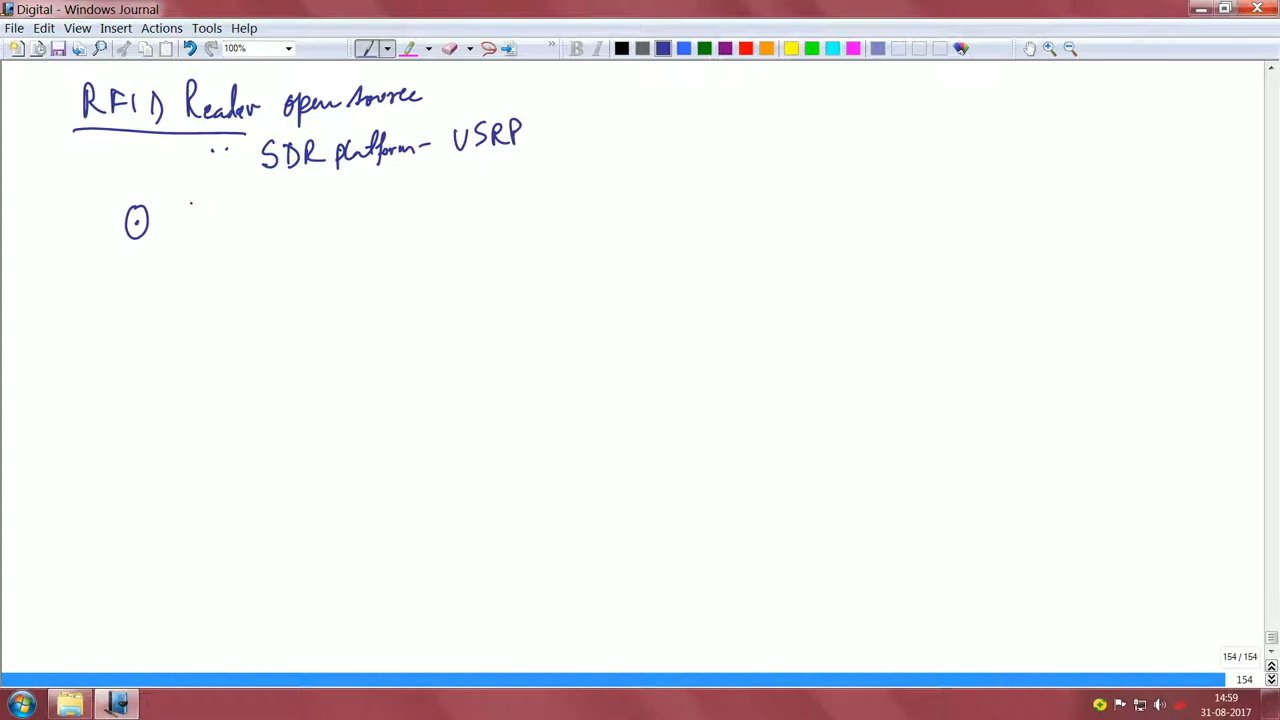 Digital - Windows Journal
File Edit View Insert Actions Tools Help
100%
RFID Reader open source
SDR platform - USRP
154 / 154
154
14:59
31-08-2017